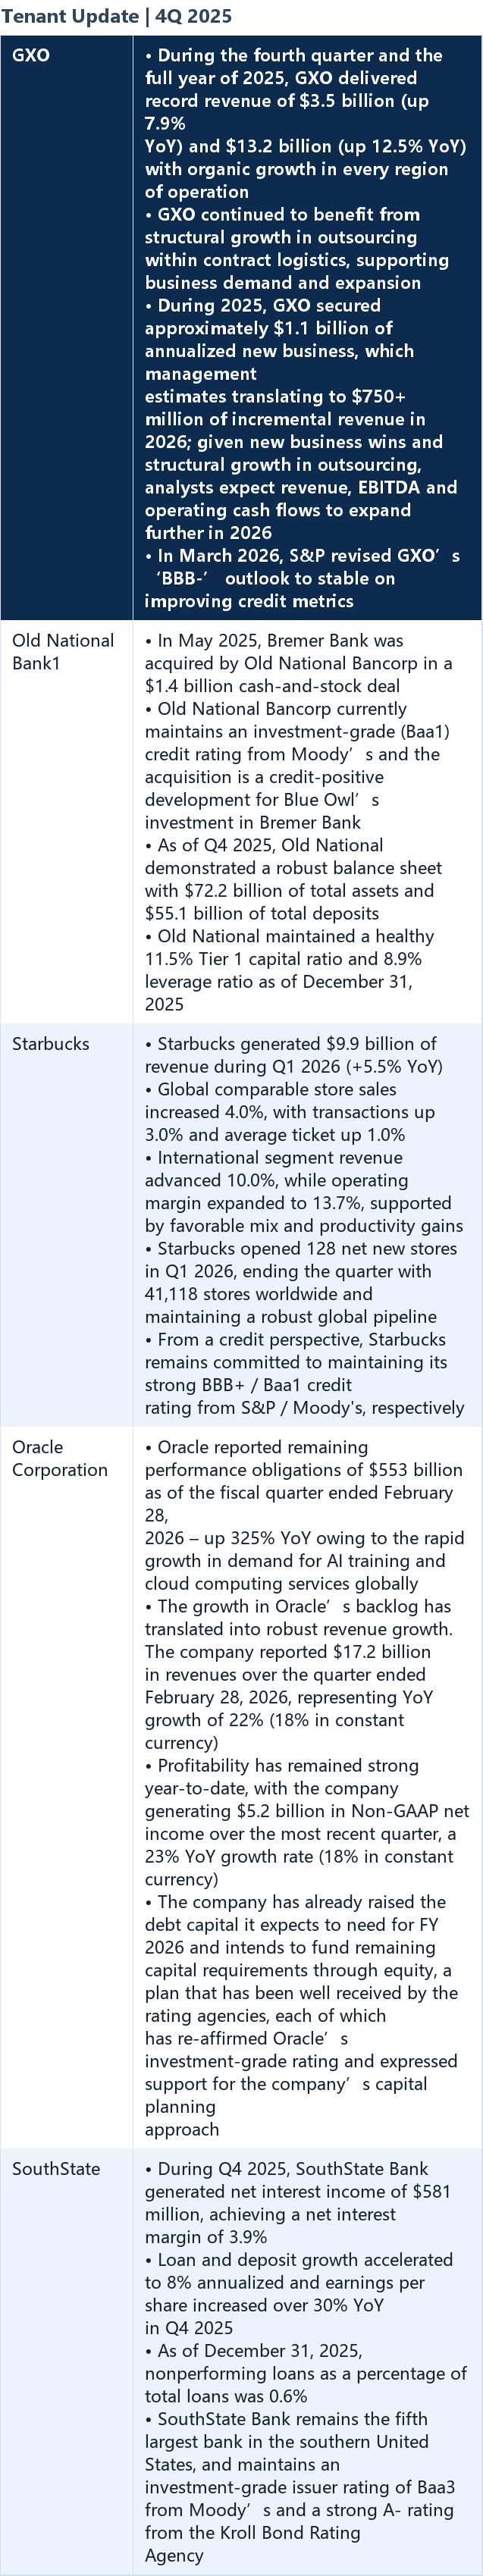 Tenant Update | 4Q 2025
GXO
• During the fourth quarter and the
full year of 2025, GXO delivered
record revenue of $3.5 billion (up
7.9%
YoY) and $13.2 billion (up 12.5% YoY)
with organic growth in every region
of operation
• GXO continued to benefit from
structural growth in outsourcing
within contract logistics, supporting
business demand and expansion
• During 2025, GXO secured
approximately $1.1 billion of
annualized new business, which
management
estimates translating to $750+
million of incremental revenue in
2026; given new business wins and
structural growth in outsourcing,
analysts expect revenue, EBITDA and
operating cash flows to expand
further in 2026
• In March 2026, S&P revised GXO’s
‘BBB-’ outlook to stable on
improving credit metrics
Old National
Bank1
• In May 2025, Bremer Bank was
acquired by Old National Bancorp in a
$1.4 billion cash-and-stock deal
• Old National Bancorp currently
maintains an investment-grade (Baa1)
credit rating from Moody’s and the
acquisition is a credit-positive
development for Blue Owl’s
investment in Bremer Bank
• As of Q4 2025, Old National
demonstrated a robust balance sheet
with $72.2 billion of total assets and
$55.1 billion of total deposits
• Old National maintained a healthy
11.5% Tier 1 capital ratio and 8.9%
leverage ratio as of December 31,
2025
Starbucks
• Starbucks generated $9.9 billion of
revenue during Q1 2026 (+5.5% YoY)
• Global comparable store sales
increased 4.0%, with transactions up
3.0% and average ticket up 1.0%
• International segment revenue
advanced 10.0%, while operating
margin expanded to 13.7%, supported
by favorable mix and productivity gains
• Starbucks opened 128 net new stores
in Q1 2026, ending the quarter with
41,118 stores worldwide and
maintaining a robust global pipeline
• From a credit perspective, Starbucks
remains committed to maintaining its
strong BBB+ / Baa1 credit
rating from S&P / Moody's, respectively
Oracle
Corporation
• Oracle reported remaining
performance obligations of $553 billion
as of the fiscal quarter ended February
28,
2026 – up 325% YoY owing to the rapid
growth in demand for AI training and
cloud computing services globally
• The growth in Oracle’s backlog has
translated into robust revenue growth.
The company reported $17.2 billion
in revenues over the quarter ended
February 28, 2026, representing YoY
growth of 22% (18% in constant
currency)
• Profitability has remained strong
year-to-date, with the company
generating $5.2 billion in Non-GAAP net
income over the most recent quarter, a
23% YoY growth rate (18% in constant
currency)
• The company has already raised the
debt capital it expects to need for FY
2026 and intends to fund remaining
capital requirements through equity, a
plan that has been well received by the
rating agencies, each of which
has re-affirmed Oracle’s
investment-grade rating and expressed
support for the company’s capital
planning
approach
SouthState
• During Q4 2025, SouthState Bank
generated net interest income of $581
million, achieving a net interest
margin of 3.9%
• Loan and deposit growth accelerated
to 8% annualized and earnings per
share increased over 30% YoY
in Q4 2025
• As of December 31, 2025,
nonperforming loans as a percentage of
total loans was 0.6%
• SouthState Bank remains the fifth
largest bank in the southern United
States, and maintains an
investment-grade issuer rating of Baa3
from Moody’s and a strong A- rating
from the Kroll Bond Rating
Agency